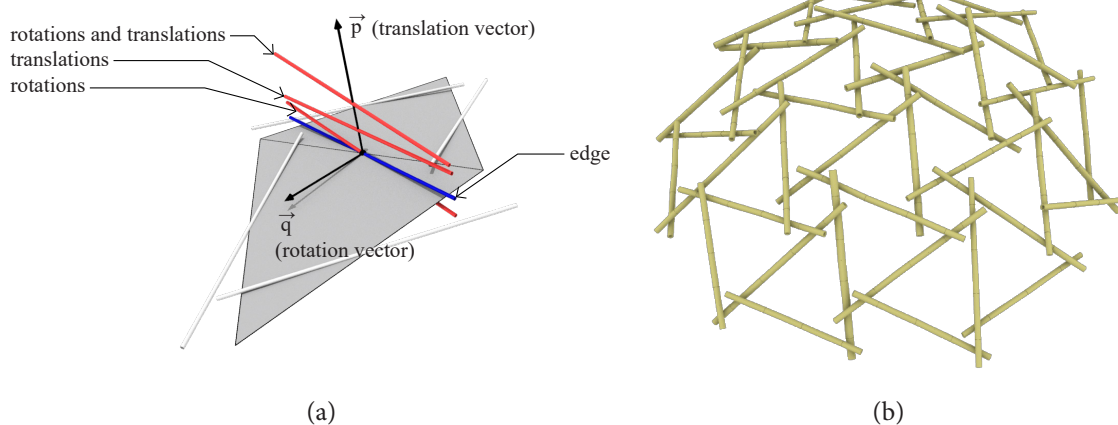 rotations and translations
translations
rotations
p (translation vector)
edge
q
(rotation vector)
(a)
(b)